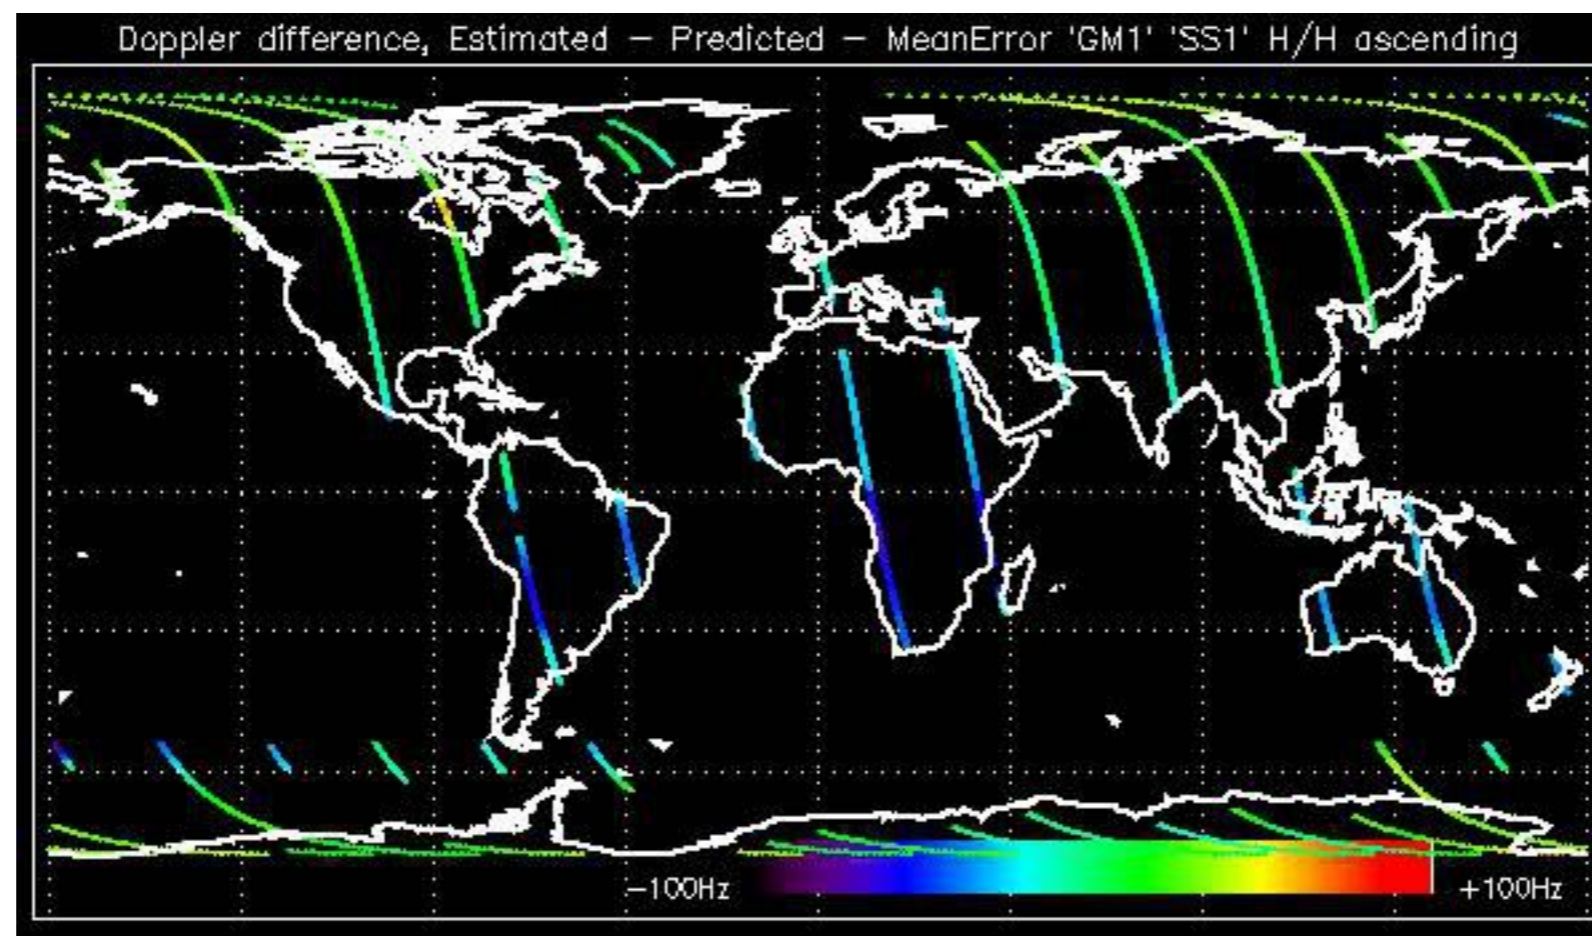 Doppler difference, Estimated – Predicted – MeanError 'GM1' 'SS1' H/H ascending
–100Hz
+100Hz